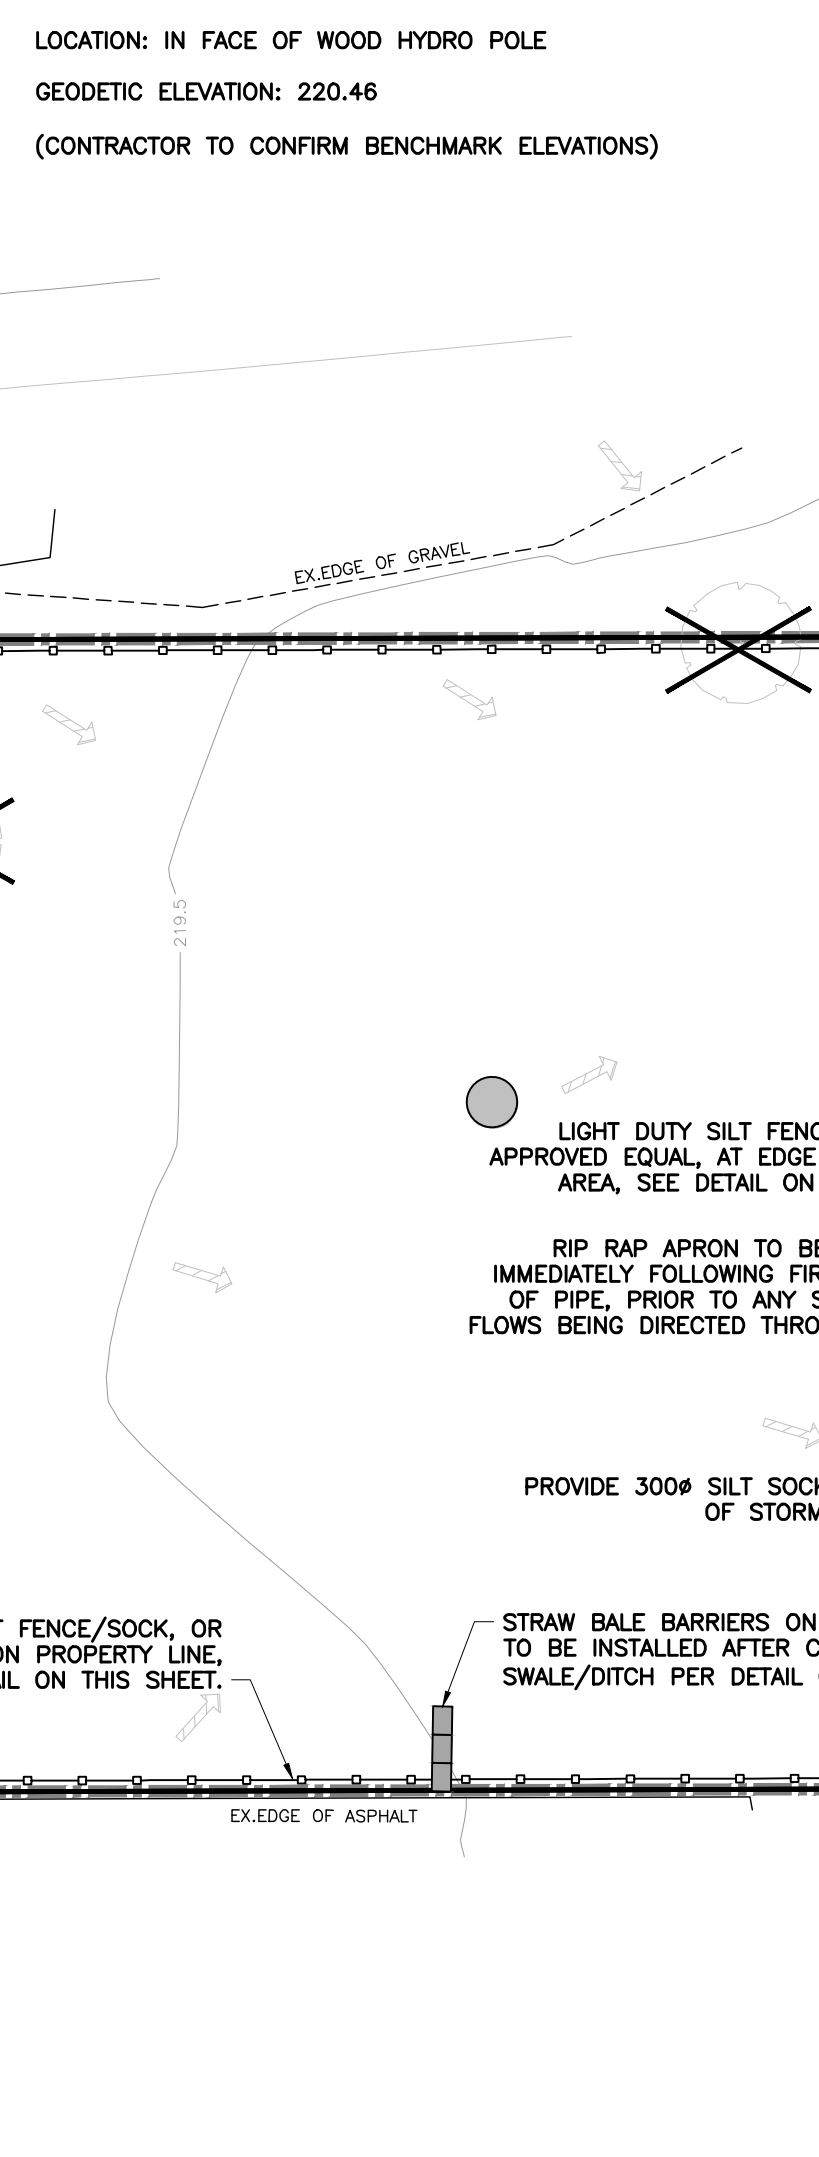 LOCATION: IN FACE OF WOOD HYDRO POLE
GEODETIC ELEVATION: 220.46
(CONTRACTOR TO CONFIRM BENCHMARK ELEVATIONS)
EX.EDGE OF GRAVEL
219.5
LIGHT DUTY SILT FENC
APPROVED EQUAL, AT EDGE
AREA, SEE DETAIL ON
RIP RAP APRON TO BE
IMMEDIATELY FOLLOWING FIR
OF PIPE, PRIOR TO ANY S
FLOWS BEING DIRECTED THRO
PROVIDE 300ø SILT SOCK
OF STORM
T FENCE/SOCK, OR
ON PROPERTY LINE,
AIL ON THIS SHEET.
STRAW BALE BARRIERS ON
TO BE INSTALLED AFTER C
SWALE/DITCH PER DETAIL
EX.EDGE OF ASPHALT